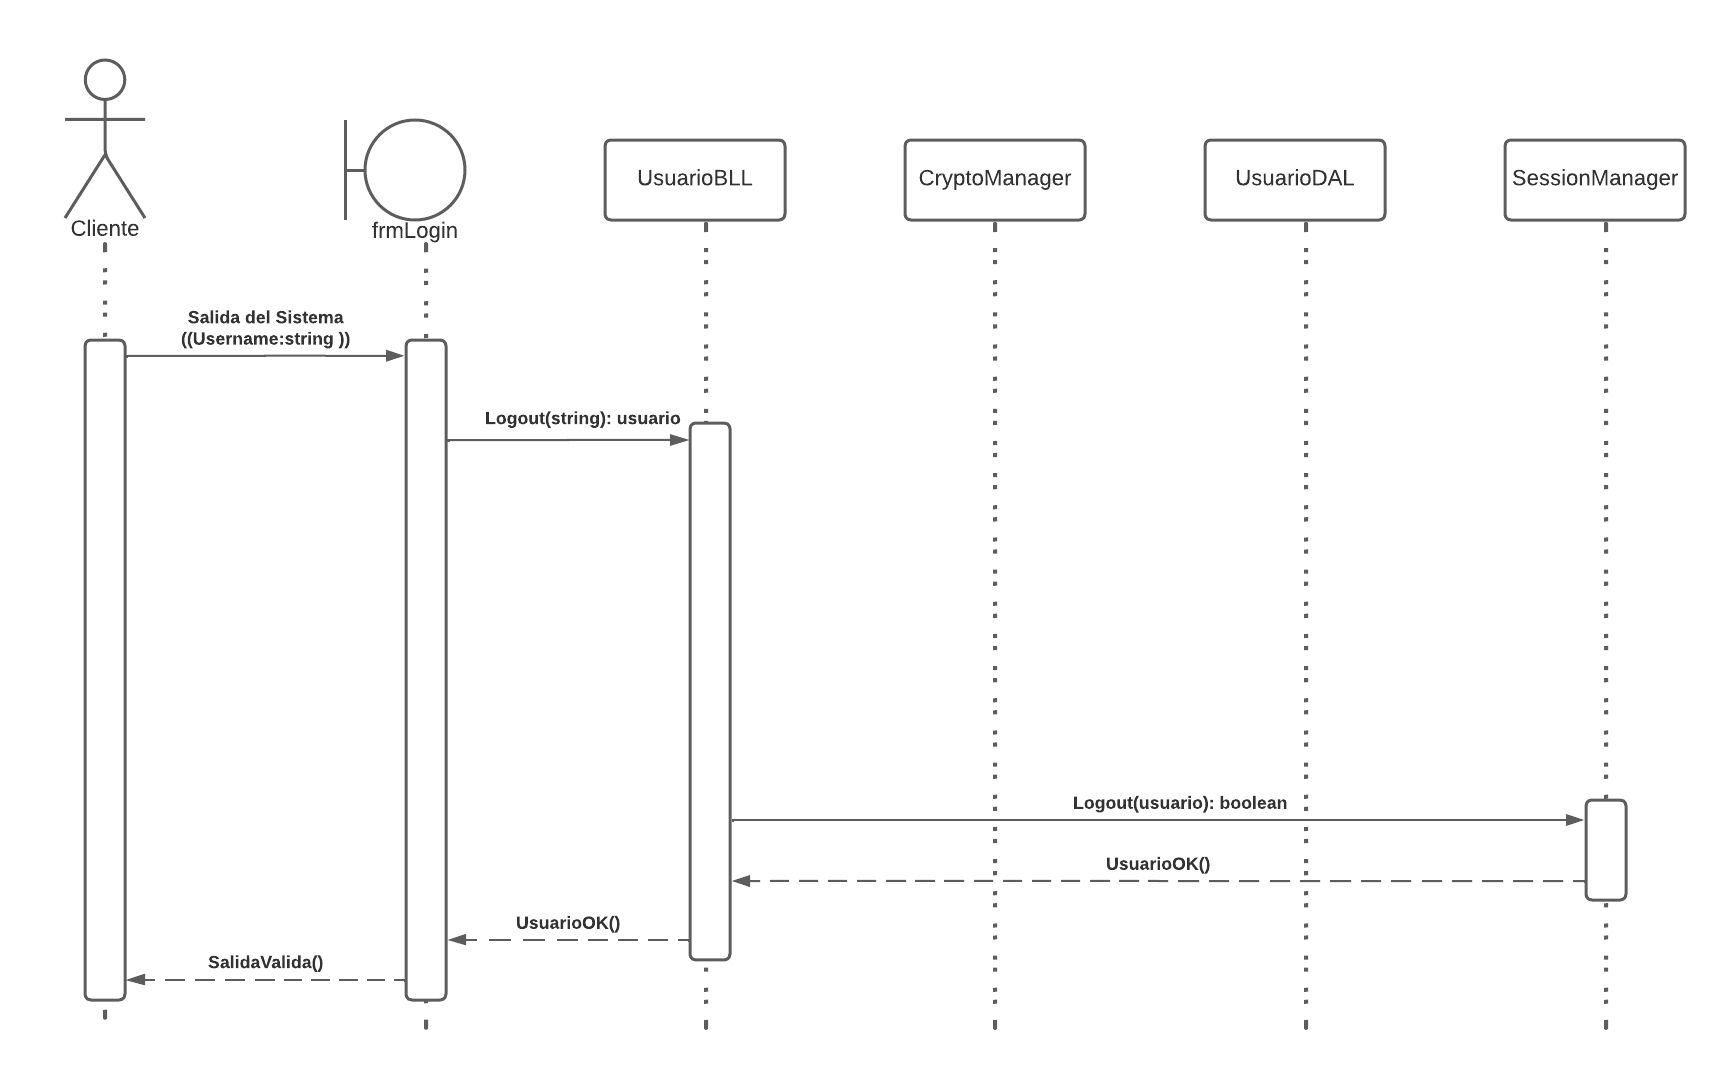 Cliente
frmLogin
UsuarioBLL
CryptoManager
UsuarioDAL
SessionManager
Salida del Sistema
((Username:string ))
Logout(string): usuario
Logout(usuario): boolean
UsuarioOK()
UsuarioOK()
SalidaValida()